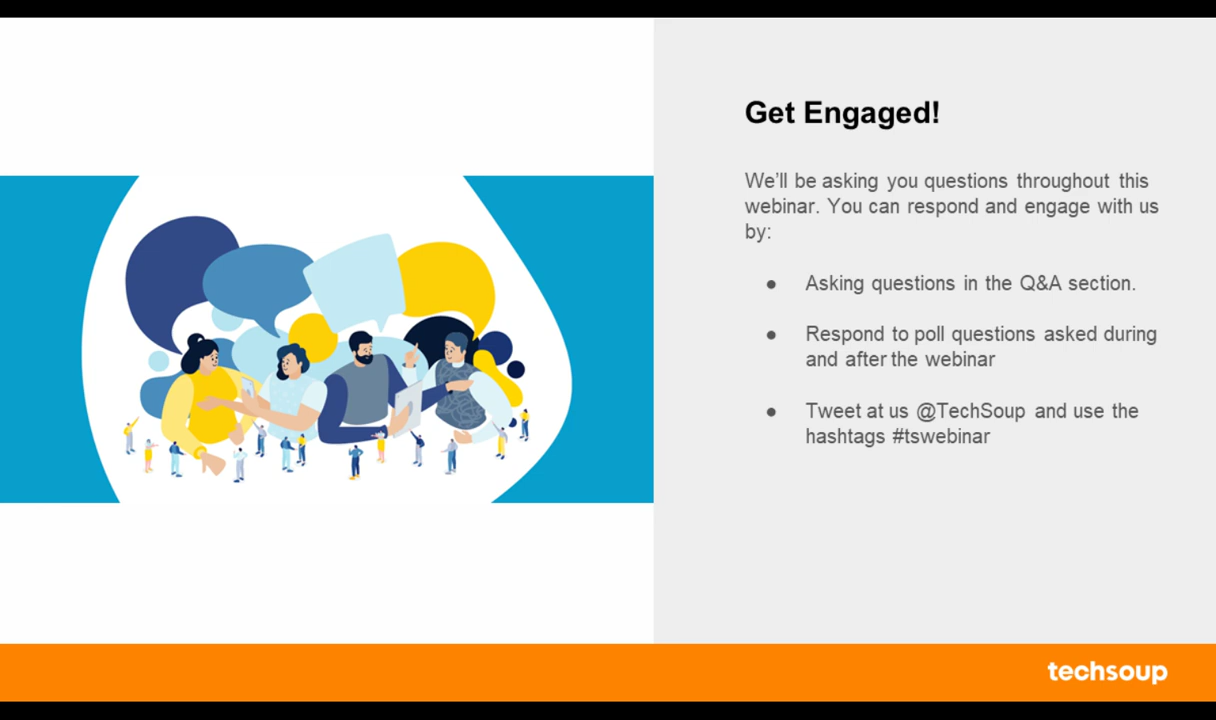 Get Engaged!
We'll be asking you questions throughout this
webinar. You can respond and engage with us
by:
● Asking questions in the Q&A section.
● Respond to poll questions asked during
and after the webinar
● Tweet at us @TechSoup and use the
hashtags #tswebinar
techsoup